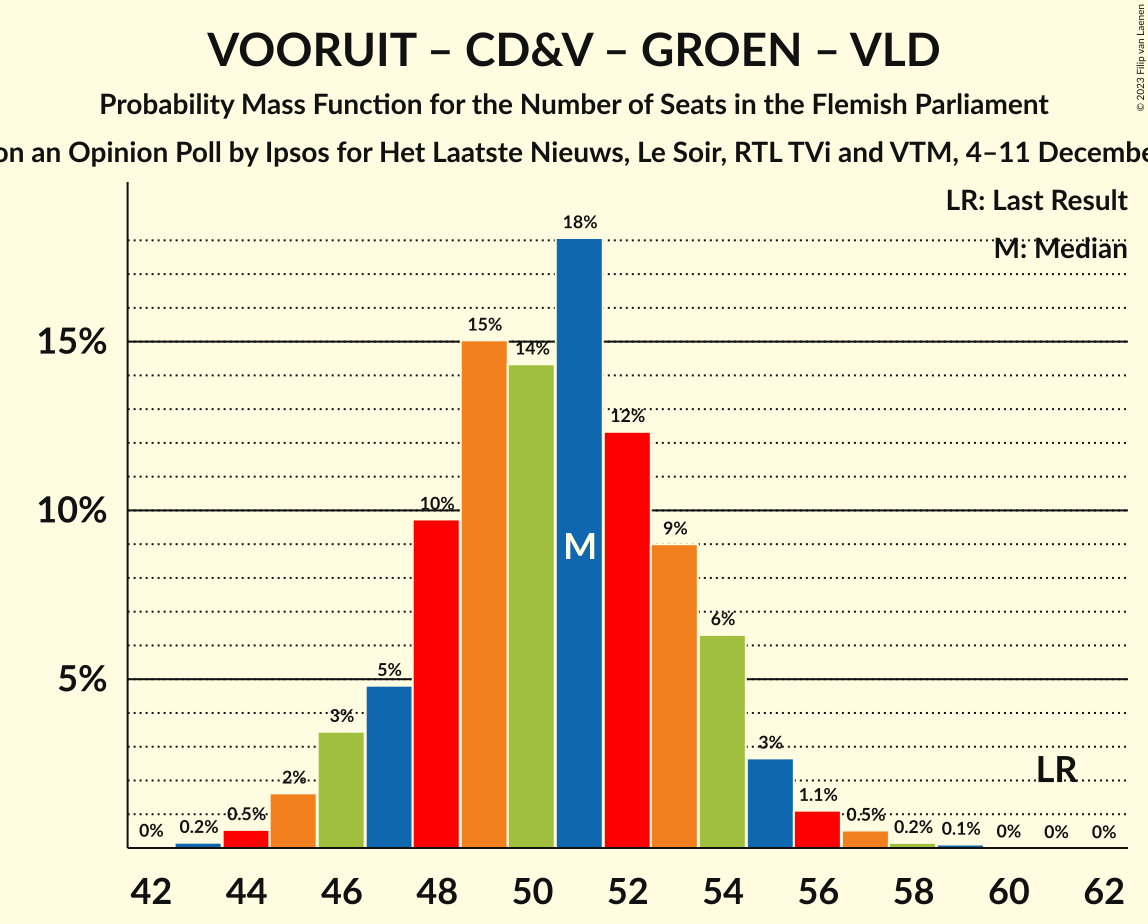 VOORUIT – CD&V – GROEN – VLD
Probability Mass Function for the Number of Seats in the Flemish Parliament
on an Opinion Poll by Ipsos for Het Laatste Nieuws, Le Soir, RTL TVi and VTM, 4–11
© 2023 Filip van Laenen
LR: Last Result
M: Median
18%
15%
15%
14%
12%
10%
10%
9%
M
6%
5%
5%
3%
3%
LR
2%
1.1%
0% 0.2% 0.5% 0.5% 0.2% 0.1% 0% 0% 0%
42 44 46 48 50 52 54 56 58 60 62